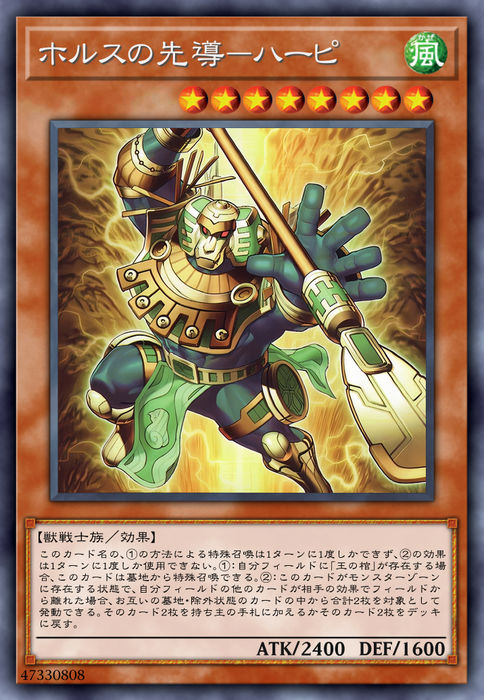 ホルスの先導－ハーピ
かぜ
風
【獣戦士族／効果】
このカード名の、①の方法による特殊召喚は1ターンに1度しかできず、②の効果
は1ターンに1度しか使用できない。①：自分フィールドに「王の棺」が存在する場
合、このカードは墓地から特殊召喚できる。②：このカードがモンスターゾーン
に存在する状態で、自分フィールドの他のカードが相手の効果でフィールド
から離れた場合、お互いの墓地・除外状態のカードの中から合計2枚を対象として
発動できる。そのカード2枚を持ち主の手札に加えるかそのカード2枚をデッキ
に戻す。
ATK/2400 DEF/1600
47330808